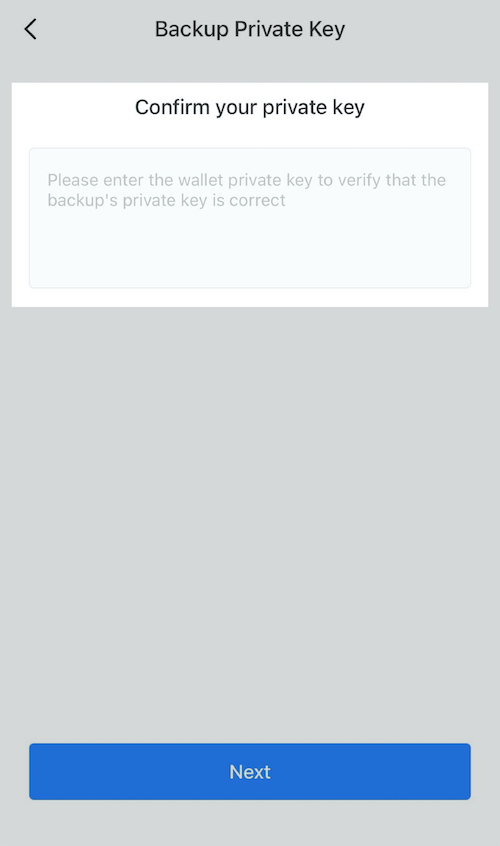 Backup Private Key
Confirm your private key
Please enter the wallet private key to verify that the
backup's private key is correct
Next